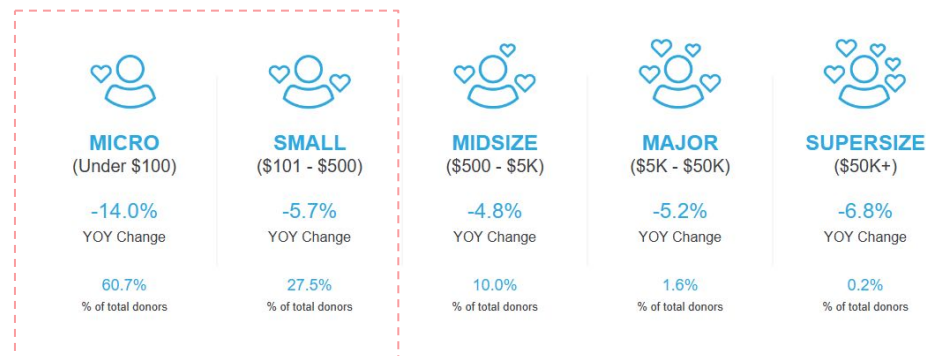 MICRO
(Under $100)
-14.0%
YOY Change
60.7%
% of total donors
SMALL
($101 - $500)
-5.7%
YOY Change
27.5%
% of total donors
MIDSIZE
($500 - $5K)
-4.8%
YOY Change
10.0%
% of total donors
MAJOR
($5K - $50K)
-5.2%
YOY Change
1.6%
% of total donors
SUPERSIZE
($50K+)
-6.8%
YOY Change
0.2%
% of total donors